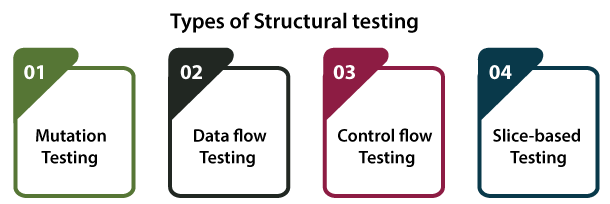 Types of Structural testing
01
Mutation
Testing
02
Data flow
Testing
03
Control flow
Testing
04
Slice-based
Testing